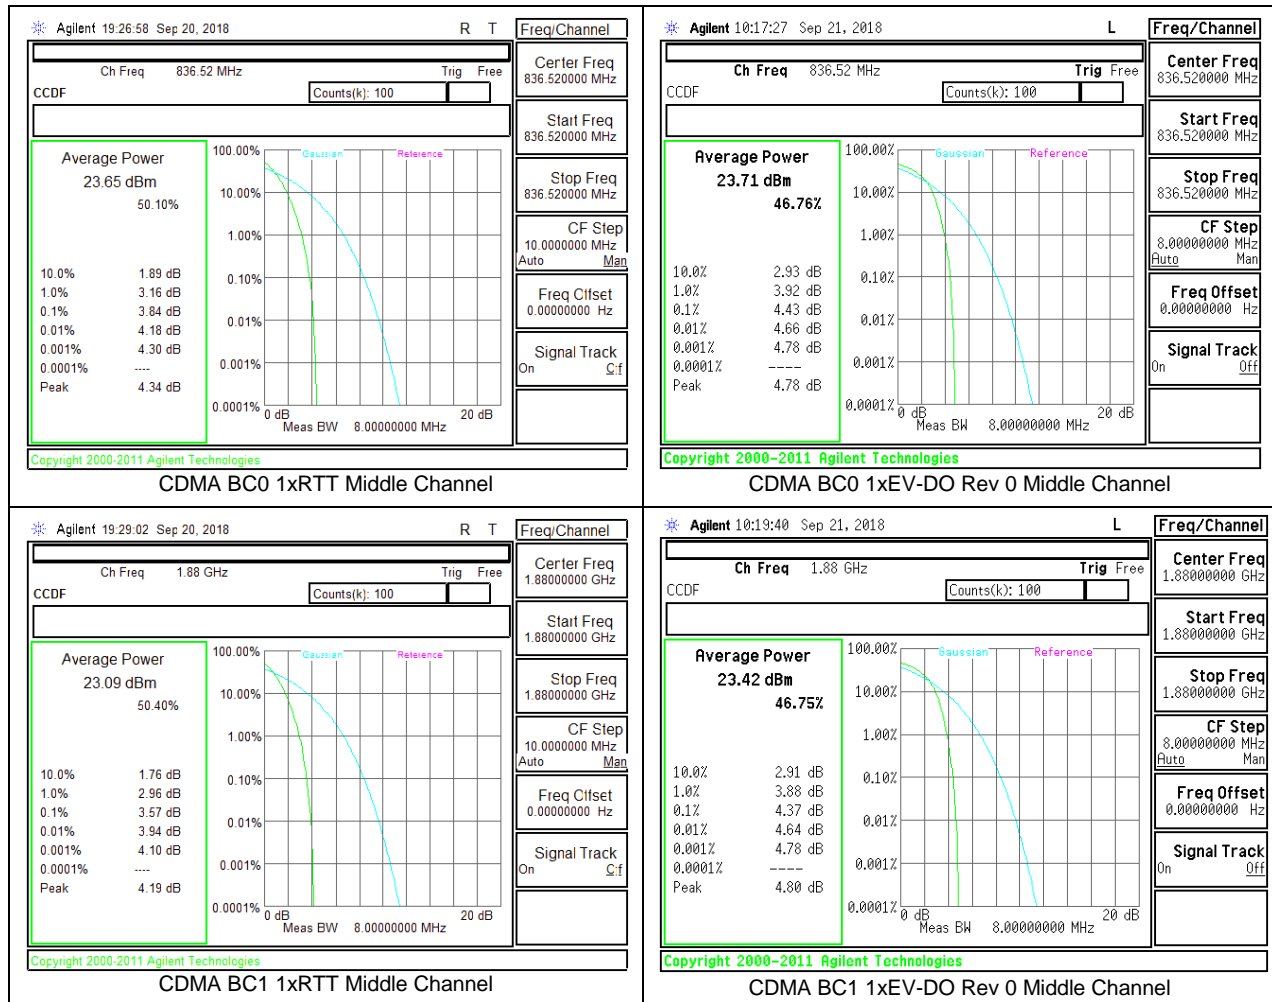 Agilent 19:26:58 Sep 20, 2018 R T
Freq/Channel
Ch Freq 836.52 MHz Trig Free
CCDF Counts(k): 100
Average Power
23.65 dBm
50.10%
10.0% 1.89 dB
1.0% 3.16 dB
0.1% 3.84 dB
0.01% 4.18 dB
0.001% 4.30 dB
0.0001% ----
Peak 4.34 dB
Gaussian Reference
100.00%
10.00%
1.00%
0.10%
0.01%
0.001%
0.0001%
0 dB 20 dB
Meas BW 8.00000000 MHz
Center Freq
836.520000 MHz
Start Freq
836.520000 MHz
Stop Freq
836.520000 MHz
CF Step
10.0000000 MHz
Auto Man
Freq Offset
0.00000000 Hz
Signal Track
On Off
Copyright 2000-2011 Agilent Technologies
CDMA BC0 1xRTT Middle Channel
Agilent 10:17:27 Sep 21, 2018 L
Freq/Channel
Ch Freq 836.52 MHz Trig Free
CCDF Counts(k): 100
Average Power
23.71 dBm
46.76%
10.0% 2.93 dB
1.0% 3.92 dB
0.1% 4.43 dB
0.01% 4.66 dB
0.001% 4.78 dB
0.0001% ----
Peak 4.78 dB
Gaussian Reference
100.00%
10.00%
1.00%
0.10%
0.01%
0.001%
0.0001%
0 dB 20 dB
Meas BW 8.00000000 MHz
Center Freq
836.520000 MHz
Start Freq
836.520000 MHz
Stop Freq
836.520000 MHz
CF Step
8.00000000 MHz
Auto Man
Freq Offset
0.00000000 Hz
Signal Track
On Off
Copyright 2000-2011 Agilent Technologies
CDMA BC0 1xEV-DO Rev 0 Middle Channel
Agilent 19:29:02 Sep 20, 2018 R T
Freq/Channel
Ch Freq 1.88 GHz Trig Free
CCDF Counts(k): 100
Average Power
23.09 dBm
50.40%
10.0% 1.76 dB
1.0% 2.96 dB
0.1% 3.57 dB
0.01% 3.94 dB
0.001% 4.10 dB
0.0001% ----
Peak 4.19 dB
Gaussian Reference
100.00%
10.00%
1.00%
0.10%
0.01%
0.001%
0.0001%
0 dB 20 dB
Meas BW 8.00000000 MHz
Center Freq
1.88000000 GHz
Start Freq
1.88000000 GHz
Stop Freq
1.88000000 GHz
CF Step
10.0000000 MHz
Auto Man
Freq Offset
0.00000000 Hz
Signal Track
On Off
Copyright 2000-2011 Agilent Technologies
CDMA BC1 1xRTT Middle Channel
Agilent 10:19:40 Sep 21, 2018 L
Freq/Channel
Ch Freq 1.88 GHz Trig Free
CCDF Counts(k): 100
Average Power
23.42 dBm
46.75%
10.0% 2.91 dB
1.0% 3.88 dB
0.1% 4.37 dB
0.01% 4.64 dB
0.001% 4.78 dB
0.0001% ----
Peak 4.80 dB
Gaussian Reference
100.00%
10.00%
1.00%
0.10%
0.01%
0.001%
0.0001%
0 dB 20 dB
Meas BW 8.00000000 MHz
Center Freq
1.88000000 GHz
Start Freq
1.88000000 GHz
Stop Freq
1.88000000 GHz
CF Step
8.00000000 MHz
Auto Man
Freq Offset
0.00000000 Hz
Signal Track
On Off
Copyright 2000-2011 Agilent Technologies
CDMA BC1 1xEV-DO Rev 0 Middle Channel